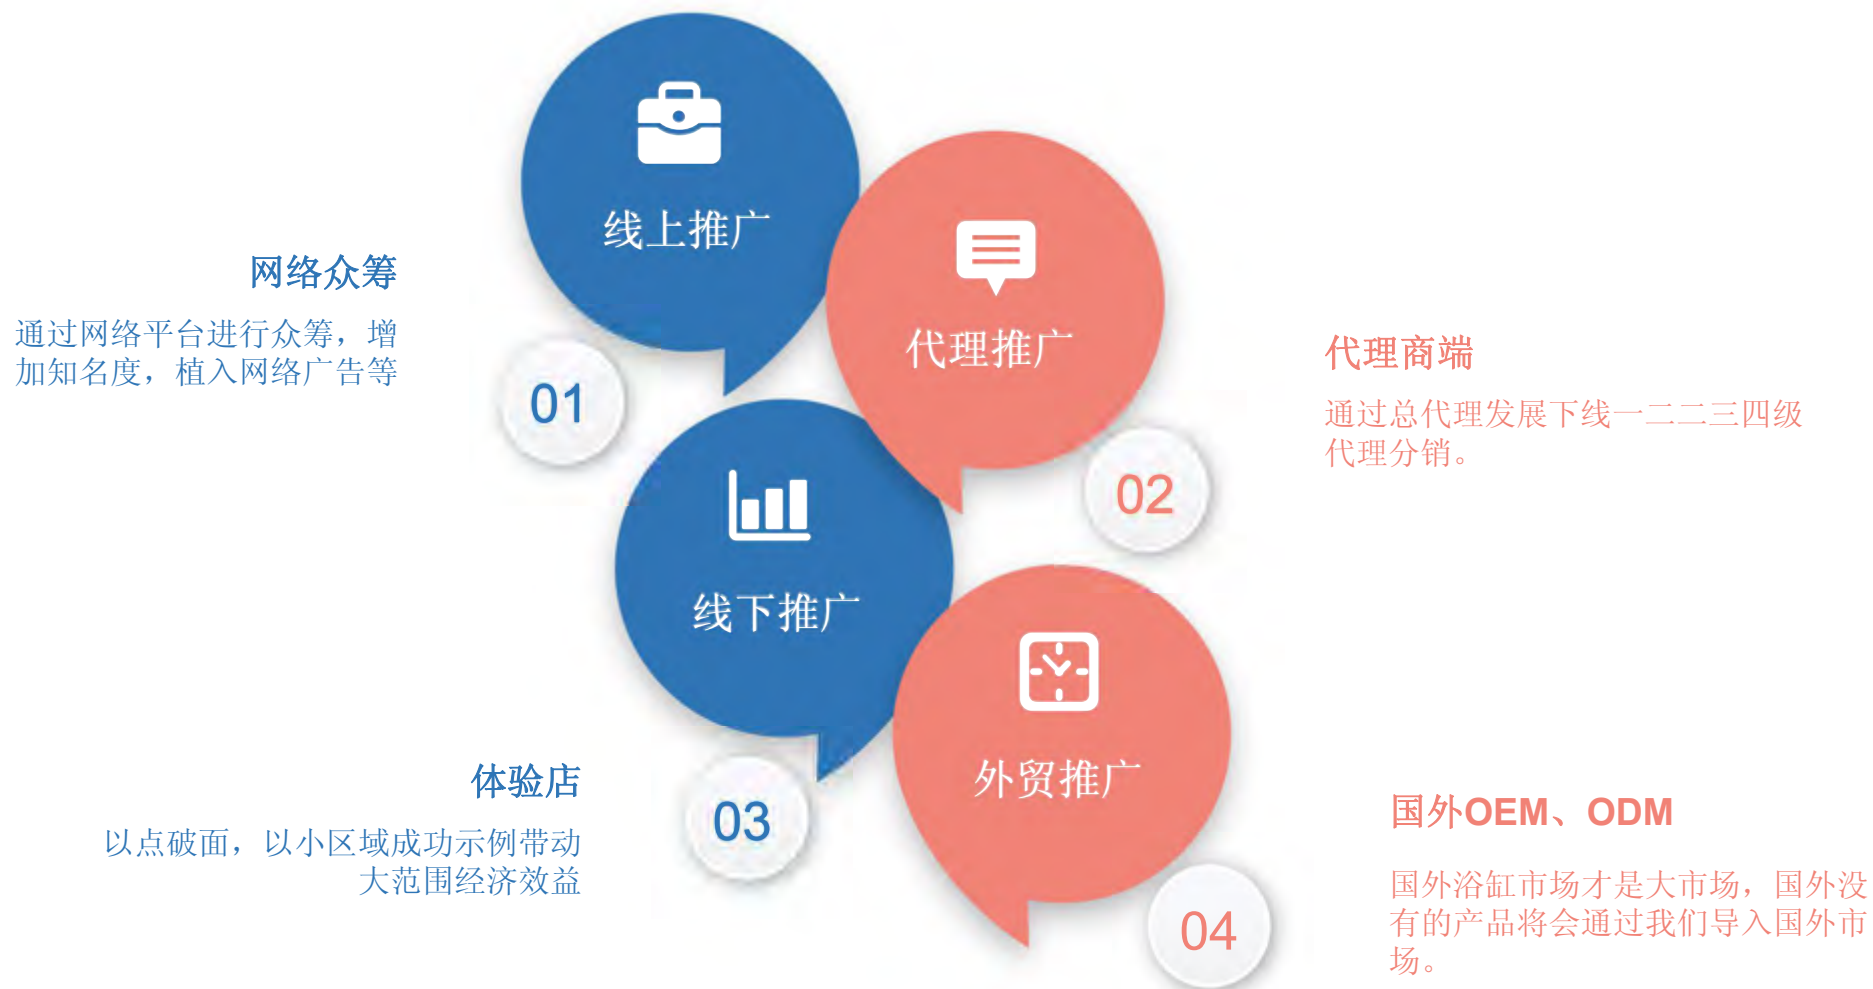 线上推广
网络众筹
通过网络平台进行众筹，增
加知名度，植入网络广告等
01
代理推广
代理商端
通过总代理发展下线一二二三四级
代理分销。
02
线下推广
体验店
以点破面，以小区域成功示例带动
大范围经济效益
03
外贸推广
国外OEM、ODM
国外浴缸市场才是大市场，国外没
有的产品将会通过我们导入国外市
场。
04